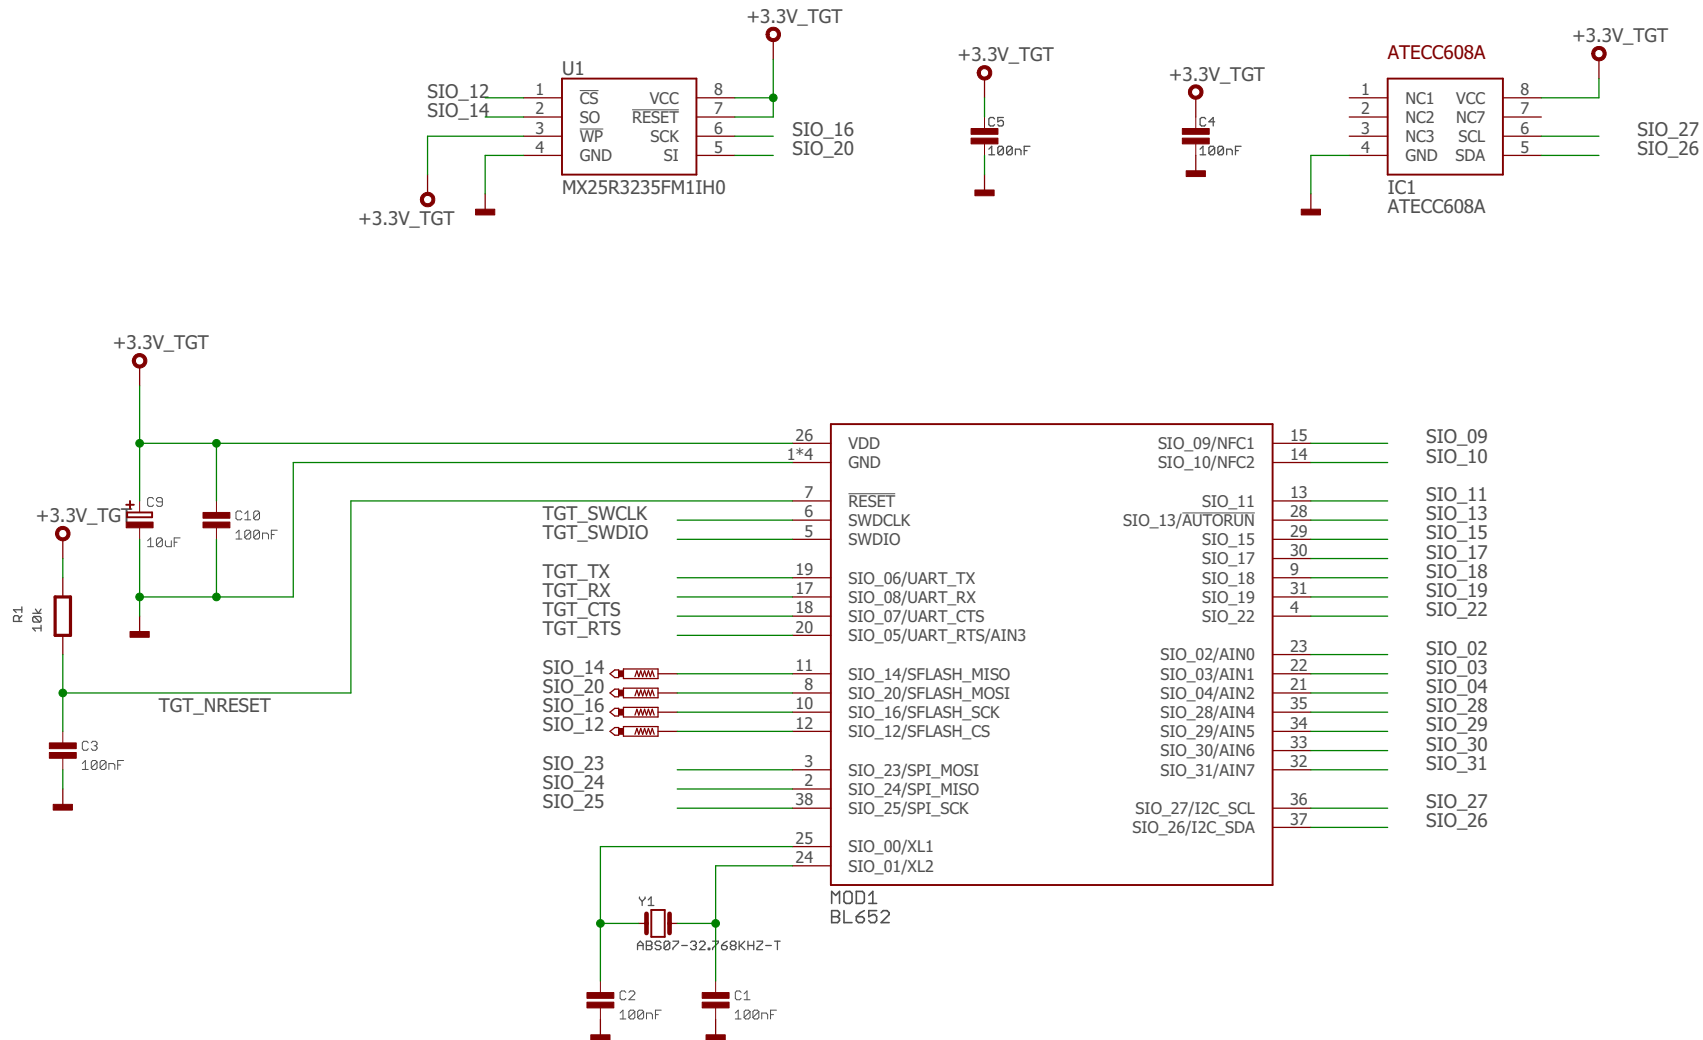 +3.3V_TGT
U1
SIO_12 1 CS VCC 8
SIO_14 2 SO RESET 7
3 WP SCK 6 SIO_16
4 GND SI 5 SIO_20
MX25R3235FM1IH0
+3.3V_TGT
+3.3V_TGT
C5
100nF
+3.3V_TGT
C4
100nF
+3.3V_TGT
ATECC608A
1 NC1 VCC 8
2 NC2 NC7 7
3 NC3 SCL 6 SIO_27
4 GND SDA 5 SIO_26
IC1
ATECC608A
+3.3V_TGT
C9
10uF
C10
100nF
+3.3V_TGT
R1
10k
TGT_NRESET
C3
100nF
26 VDD
1*4 GND
7 RESET
TGT_SWCLK 6 SWDCLK
TGT_SWDIO 5 SWDIO
TGT_TX 19 SIO_06/UART_TX
TGT_RX 17 SIO_08/UART_RX
TGT_CTS 18 SIO_07/UART_CTS
TGT_RTS 20 SIO_05/UART_RTS/AIN3
SIO_14 11 SIO_14/SFLASH_MISO
SIO_20 8 SIO_20/SFLASH_MOSI
SIO_16 10 SIO_16/SFLASH_SCK
SIO_12 12 SIO_12/SFLASH_CS
SIO_23 3 SIO_23/SPI_MOSI
SIO_24 2 SIO_24/SPI_MISO
SIO_25 38 SIO_25/SPI_SCK
25 SIO_00/XL1
24 SIO_01/XL2
SIO_09/NFC1 15 SIO_09
SIO_10/NFC2 14 SIO_10
SIO_11 13 SIO_11
SIO_13/AUTORUN 28 SIO_13
SIO_15 29 SIO_15
SIO_17 30 SIO_17
SIO_18 9 SIO_18
SIO_19 31 SIO_19
SIO_22 4 SIO_22
SIO_02/AIN0 23 SIO_02
SIO_03/AIN1 22 SIO_03
SIO_04/AIN2 21 SIO_04
SIO_28/AIN4 35 SIO_28
SIO_29/AIN5 34 SIO_29
SIO_30/AIN6 33 SIO_30
SIO_31/AIN7 32 SIO_31
SIO_27/I2C_SCL 36 SIO_27
SIO_26/I2C_SDA 37 SIO_26
MOD1
BL652
Y1
ABS07-32.768KHZ-T
C2
100nF
C1
100nF